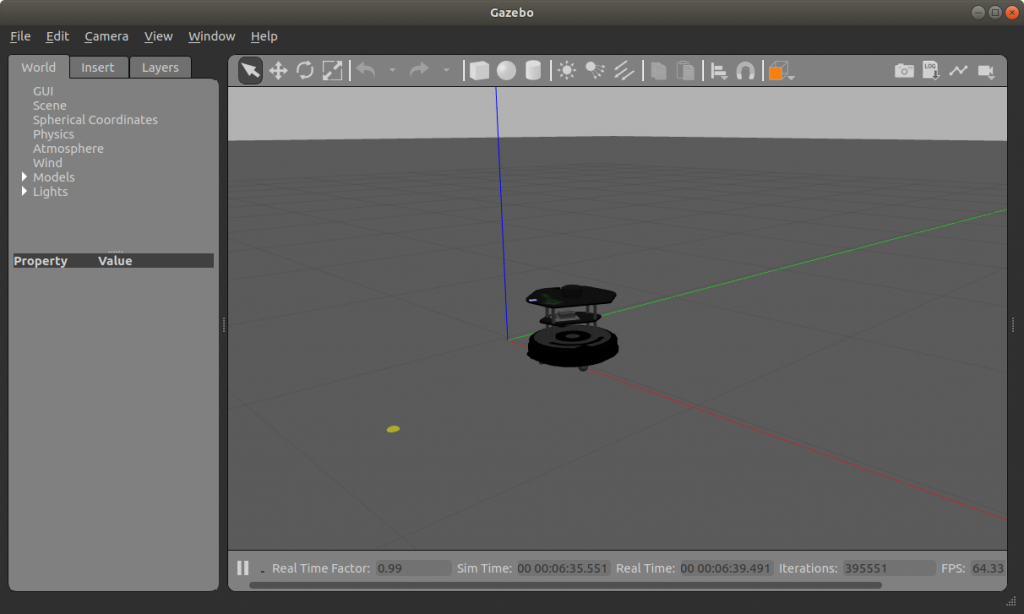 Gazebo
File Edit Camera View Window Help
World Insert Layers
LOG
GUI
Scene
Spherical Coordinates
Physics
Atmosphere
Wind
Models
Lights
Property Value
Real Time Factor: 0.99 Sim Time: 00 00:06:35.551 Real Time: 00 00:06:39.491 Iterations: 395551 FPS: 64.33